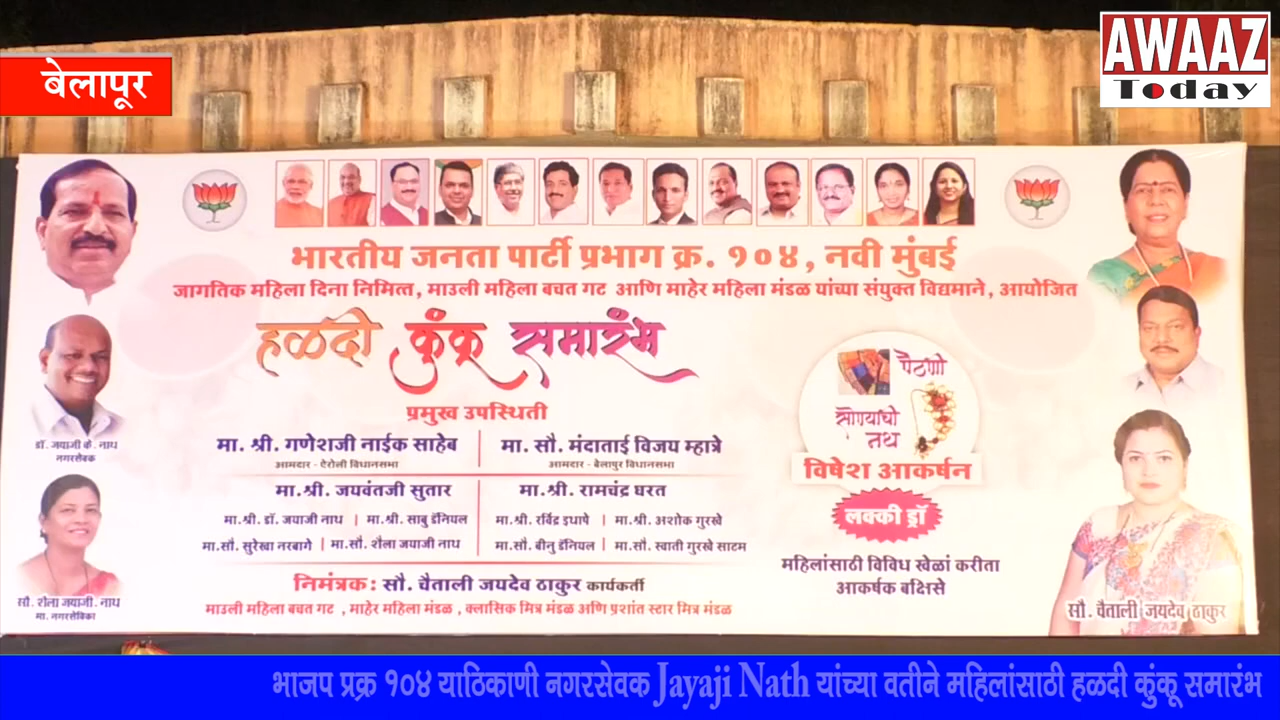 बेलापूर
AWAAZ
Today
भारतीय जनता पार्टी प्रभाग क्र. १०४, नवी मुंबई
जागतिक महिला दिना निमित्त, माउली महिला बचत गट आणि माहेर महिला मंडळ यांच्या संयुक्त विद्यमाने, आयोजित
हळदी कुंकू समारंभ
प्रमुख उपस्थिती
मा. श्री. गणेशजी नाईक साहेब
आमदार - ऐरोली विधानसभा
मा. सौ. मंदाताई विजय म्हात्रे
आमदार - बेलापुर विधानसभा
मा.श्री. जयवंतजी सुतार
मा.श्री. रामचंद्र घरत
मा.श्री. डॉ. जयाजी नाथ | मा.श्री. साबु डॅनियल
मा.श्री. रविंद्र इथापे | मा.श्री. अशोक गुरखे
मा.सौ. सुरेखा नरबागे | मा.सौ. शैला जयाजी नाथ
मा.सौ. बीनु डॅनियल | मा.सौ. स्वाती गुरखे साटम
निमंत्रक: सौ. चैताली जयदेव ठाकुर कार्यकर्ती
माउली महिला बचत गट , माहेर महिला मंडळ , क्लासिक मित्र मंडळ आणि प्रशांत स्टार मित्र मंडळ
पैठणी
सोण्याची
नथ
विषेश आकर्षन
लक्की ड्रॉ
महिलांसाठी विविध खेळां करीता
आकर्षक बक्षिसे
डॉ. जयाजी के. नाथ
नगरसेवक
सौ. शैला जयाजी. नाथ
मा. नगरसेविका
सौ. चैताली जयदेव ठाकुर
भाजप प्रक्र १०४ याठिकाणी नगरसेवक Jayaji Nath यांच्या वतीने महिलांसाठी हळदी कुंकू समारंभ